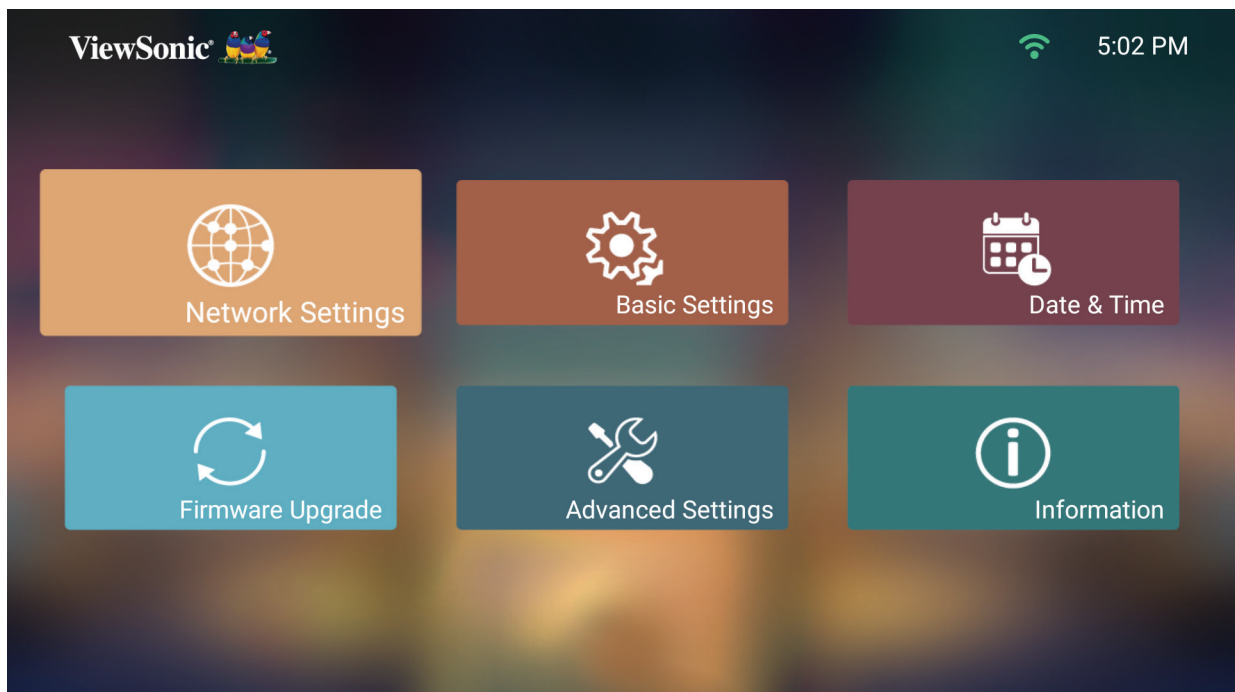 ViewSonic
5:02 PM
Network Settings
Basic Settings
Date & Time
Firmware Upgrade
Advanced Settings
Information